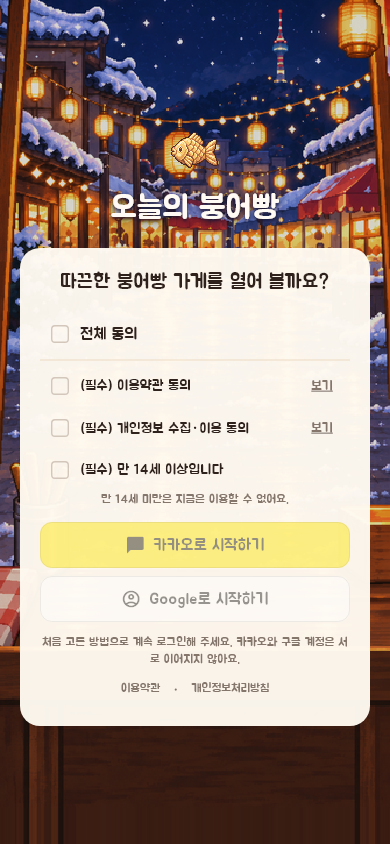 오늘의 붕어빵
따끈한 붕어빵 가게를 열어 볼까요?
전체 동의
(필수) 이용약관 동의 보기
(필수) 개인정보 수집·이용 동의 보기
(필수) 만 14세 이상입니다
만 14세 미만은 지금은 이용할 수 없어요.
카카오로 시작하기
Google로 시작하기
처음 고른 방법으로 계속 로그인해 주세요. 카카오와 구글 계정은 서
로 이어지지 않아요.
이용약관 · 개인정보처리방침